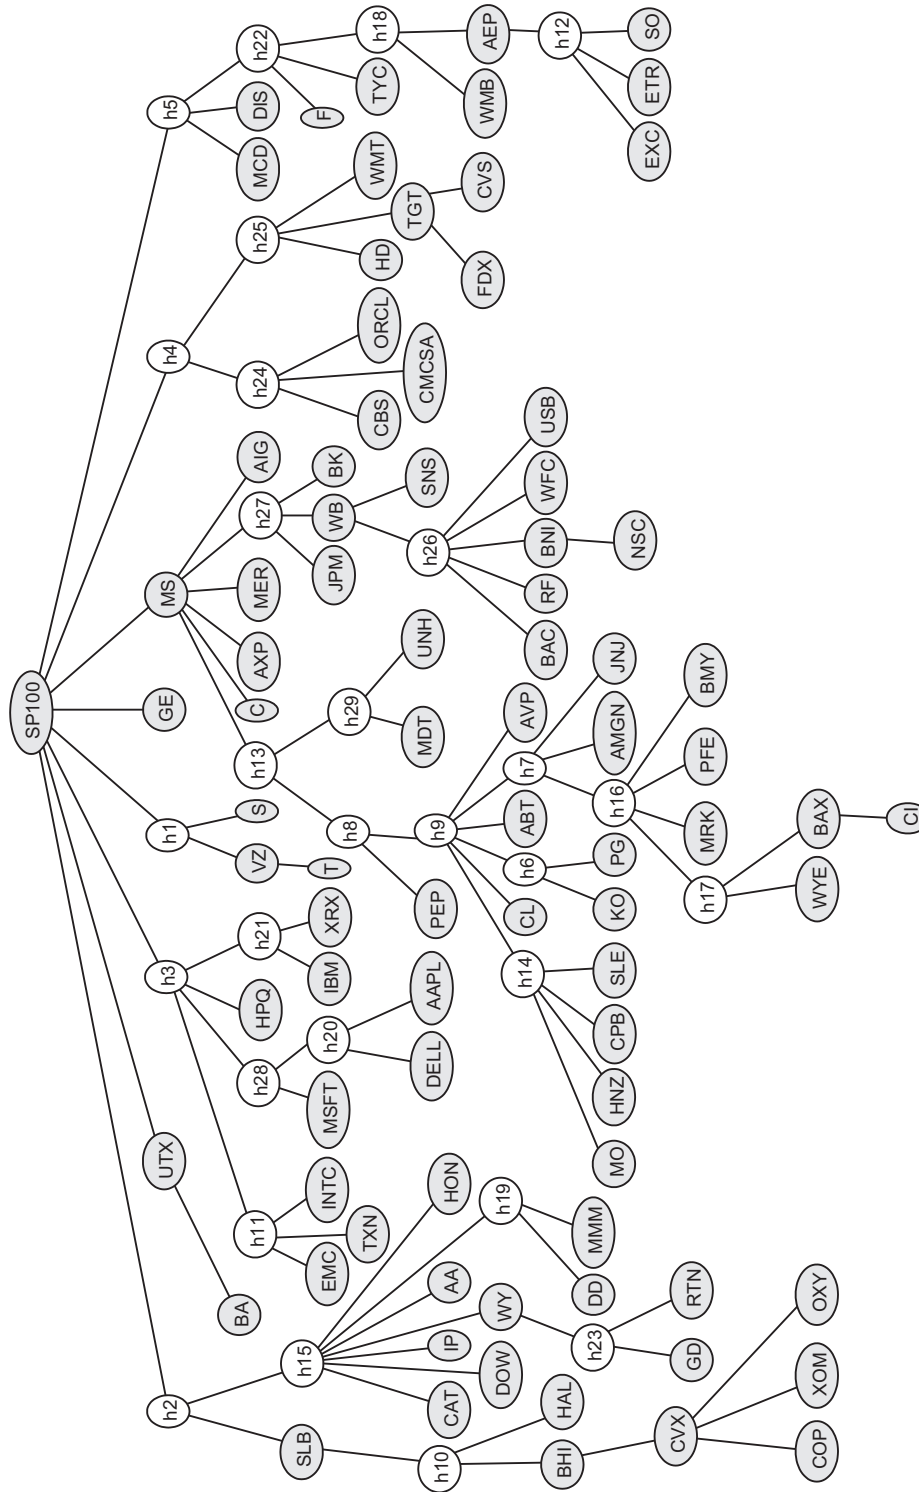 SP100
h2
UTX
h3
h1
GE
MS
h4
h5
SLB
h15
BA
h11
h28
HPQ
h21
VZ
S
h13
C
AXP
MER
h27
AIG
h24
h25
MCD
DIS
h22
h10
CAT
DOW
IP
WY
AA
h19
HON
EMC
TXN
INTC
MSFT
h20
IBM
XRX
T
h8
h29
JPM
WB
BK
CBS
CMCSA
ORCL
HD
TGT
WMT
F
TYC
h18
BHI
HAL
h23
DD
MMM
DELL
AAPL
PEP
h9
MDT
UNH
h26
SNS
FDX
CVS
WMB
AEP
CVX
GD
RTN
h14
CL
h6
ABT
h7
AVP
BAC
RF
BNI
WFC
USB
h12
COP
XOM
OXY
MO
HNZ
CPB
SLE
KO
PG
h16
AMGN
JNJ
NSC
EXC
ETR
SO
h17
MRK
PFE
BMY
WYE
BAX